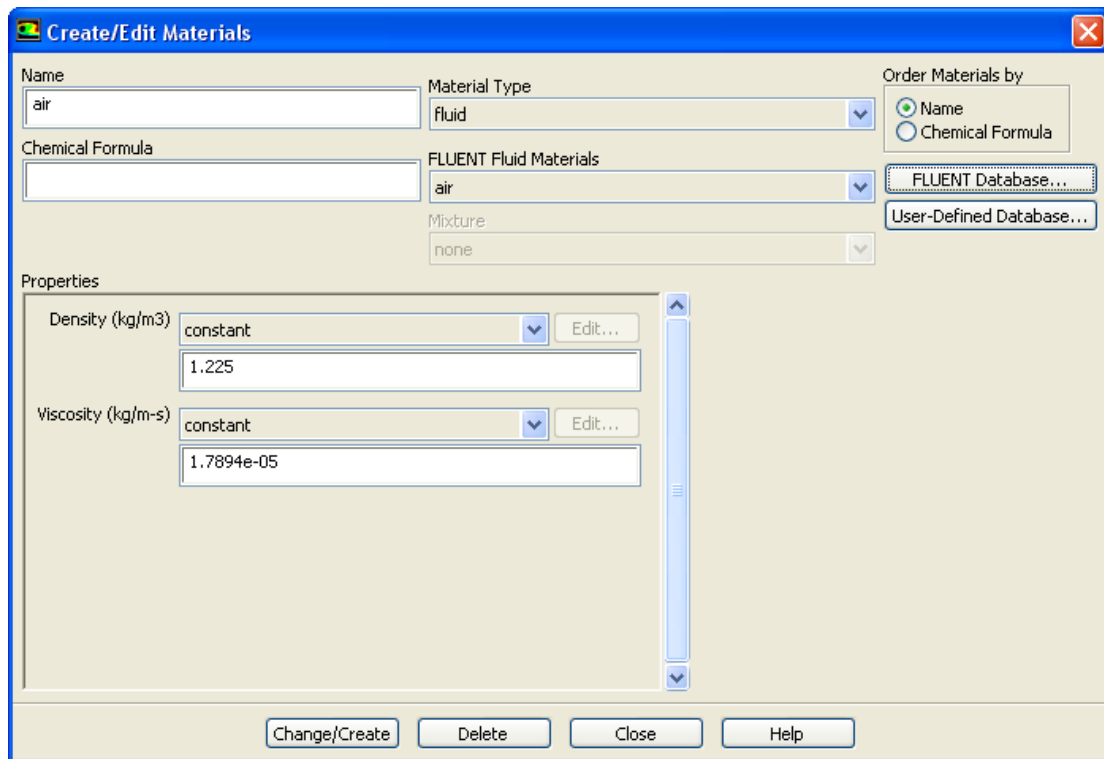 Create/Edit Materials
Name
air
Chemical Formula
Material Type
fluid
FLUENT Fluid Materials
air
Mixture
none
Order Materials by
Name
Chemical Formula
FLUENT Database...
User-Defined Database...
Properties
Density (kg/m3)
constant
Edit...
1.225
Viscosity (kg/m-s)
constant
Edit...
1.7894e-05
Change/Create
Delete
Close
Help